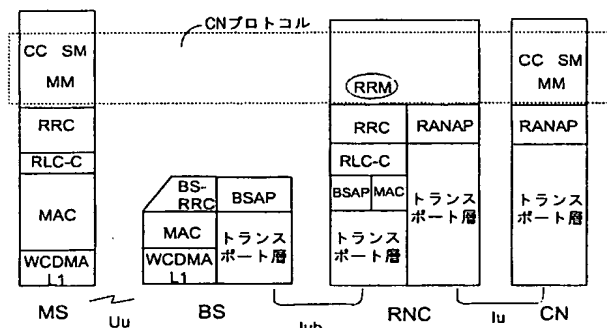 CNプロトコル
CC SM
MM
RRC
RLC-C
MAC
WCDMA
L1
MS
Uu
BS-
RRC
BSAP
MAC
トランス
ポート層
WCDMA
L1
BS
Iub
RRM
RRC
RANAP
RLC-C
BSAP
MAC
トランス
ポート層
トランス
ポート層
RNC
Iu
CC SM
MM
RANAP
トランス
ポート層
CN